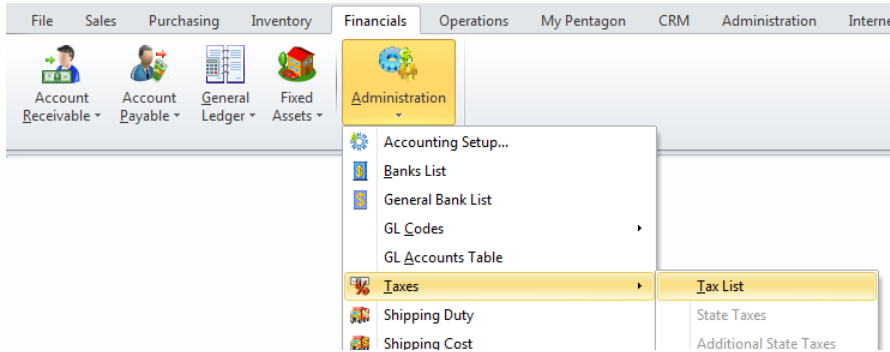 File Sales Purchasing Inventory Financials Operations My Pentagon CRM Administration
Account Receivable
Account Payable
General Ledger
Fixed Assets
Administration
Accounting Setup...
Banks List
General Bank List
GL Codes
GL Accounts Table
Taxes
Tax List
Shipping Duty
State Taxes
Shipping Cost
Additional State Taxes